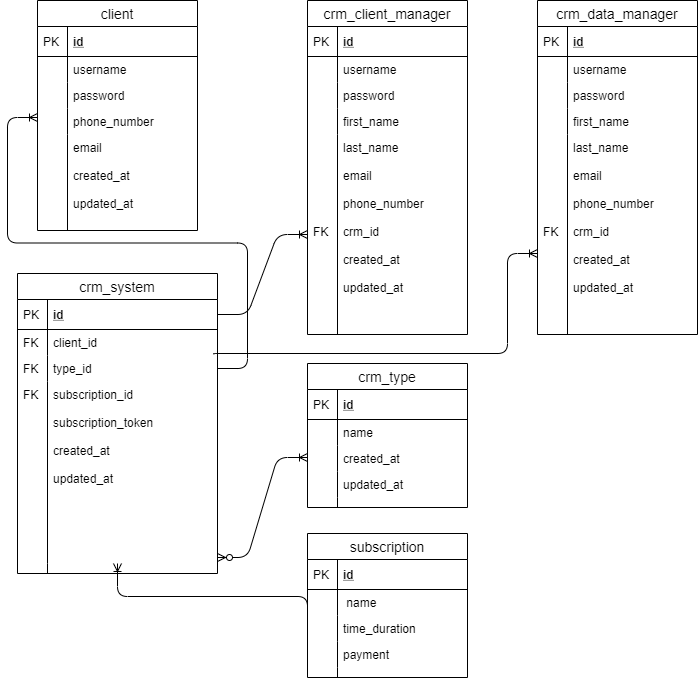 client
PK id
username
password
phone_number
email
created_at
updated_at
crm_client_manager
PK id
username
password
first_name
last_name
email
phone_number
FK crm_id
created_at
updated_at
crm_data_manager
PK id
username
password
first_name
last_name
email
phone_number
FK crm_id
created_at
updated_at
crm_system
PK id
FK client_id
FK type_id
FK subscription_id
subscription_token
created_at
updated_at
crm_type
PK id
name
created_at
updated_at
subscription
PK id
name
time_duration
payment